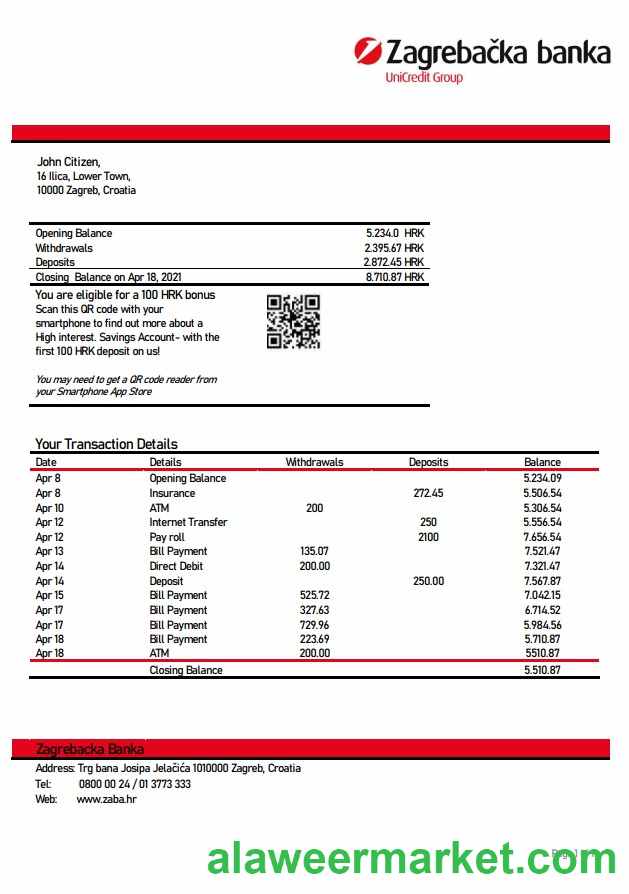 Zagrebačka banka
UniCredit Group
John Citizen,
16 Ilica, Lower Town,
10000 Zagreb, Croatia
Opening Balance 5.234.0 HRK
Withdrawals 2.395.67 HRK
Deposits 2.872.45 HRK
Closing Balance on Apr 18, 2021 8.710.87 HRK
You are eligible for a 100 HRK bonus
Scan this QR code with your
smartphone to find out more about a
High interest. Savings Account- with the
first 100 HRK deposit on us!
You may need to get a QR code reader from
your Smartphone App Store
Your Transaction Details
Date Details Withdrawals Deposits Balance
Apr 8 Opening Balance 5.234.09
Apr 8 Insurance 272.45 5.506.54
Apr 10 ATM 200 5.306.54
Apr 12 Internet Transfer 250 5.556.54
Apr 12 Pay roll 2100 7.656.54
Apr 13 Bill Payment 135.07 7.521.47
Apr 14 Direct Debit 200.00 7.321.47
Apr 14 Deposit 250.00 7.567.87
Apr 15 Bill Payment 525.72 7.042.15
Apr 17 Bill Payment 327.63 6.714.52
Apr 17 Bill Payment 729.96 5.984.56
Apr 18 Bill Payment 223.69 5.710.87
Apr 18 ATM 200.00 5510.87
Closing Balance 5.510.87
Zagrebacka Banka
Address: Trg bana Josipa Jelačića 1010000 Zagreb, Croatia
Tel: 0800 00 24 / 01 3773 333
Web: www.zaba.hr
alaweermarket.com